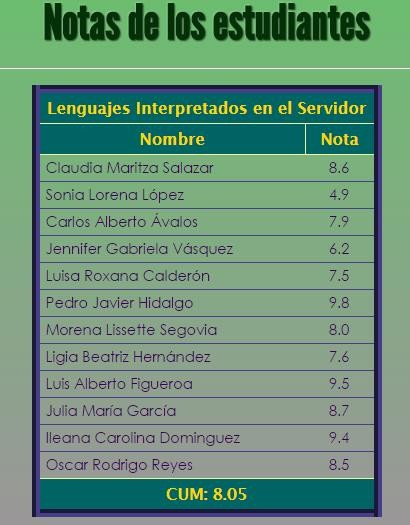 Notas de los estudiantes
Lenguajes Interpretados en el Servidor
Nombre Nota
Claudia Maritza Salazar 8.6
Sonia Lorena López 4.9
Carlos Alberto Ávalos 7.9
Jennifer Gabriela Vásquez 6.2
Luisa Roxana Calderón 7.5
Pedro Javier Hidalgo 9.8
Morena Lissette Segovia 8.0
Ligia Beatriz Hernández 7.6
Luis Alberto Figueroa 9.5
Julia María García 8.7
Ileana Carolina Dominguez 9.4
Oscar Rodrigo Reyes 8.5
CUM: 8.05